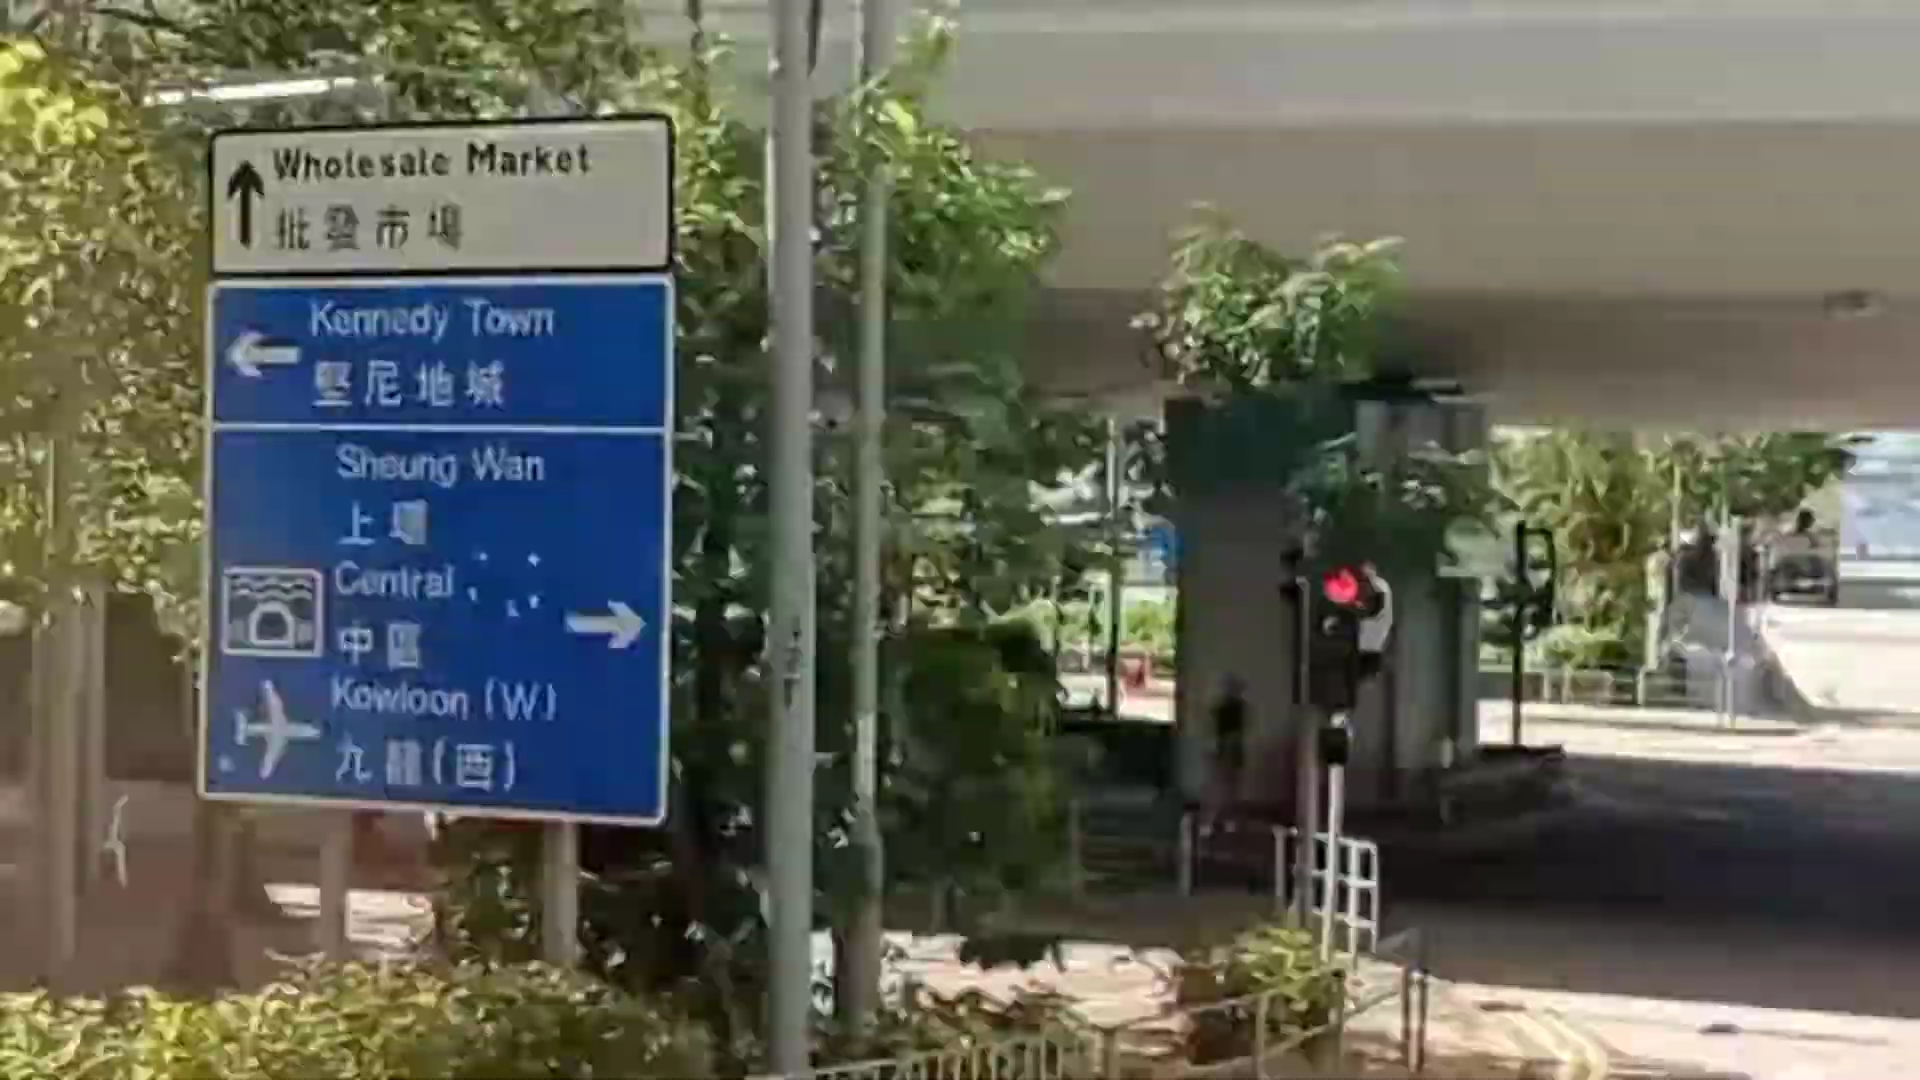 Wholesale Market
批發市場
Kennedy Town
堅尼地城
Sheung Wan
上環
Central
中區
Kowloon (W)
九龍(西)